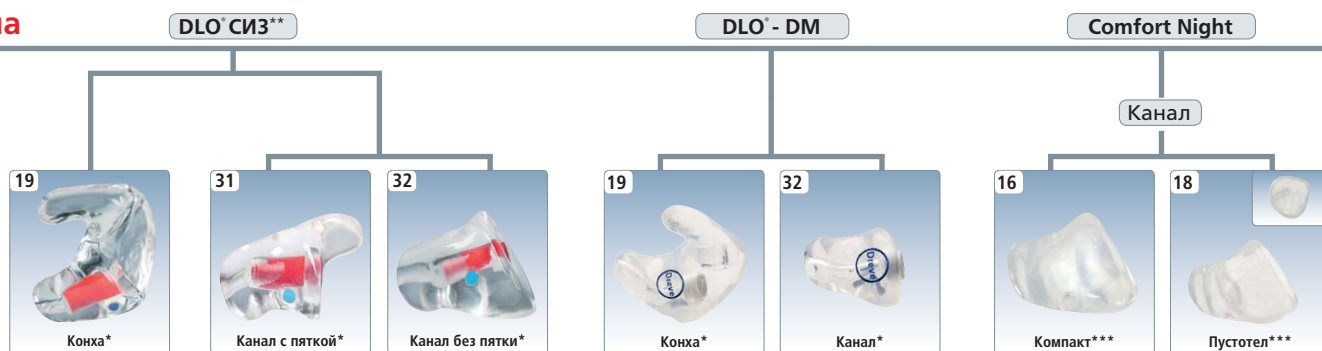 на
DLO® СИЗ**
DLO® - DM
Comfort Night
Канал
19
31
32
19
32
16
18
Dreve
Dreve
Конха*
Канал с пяткой*
Канал без пятки*
Конха*
Канал*
Компакт***
Пустотел***